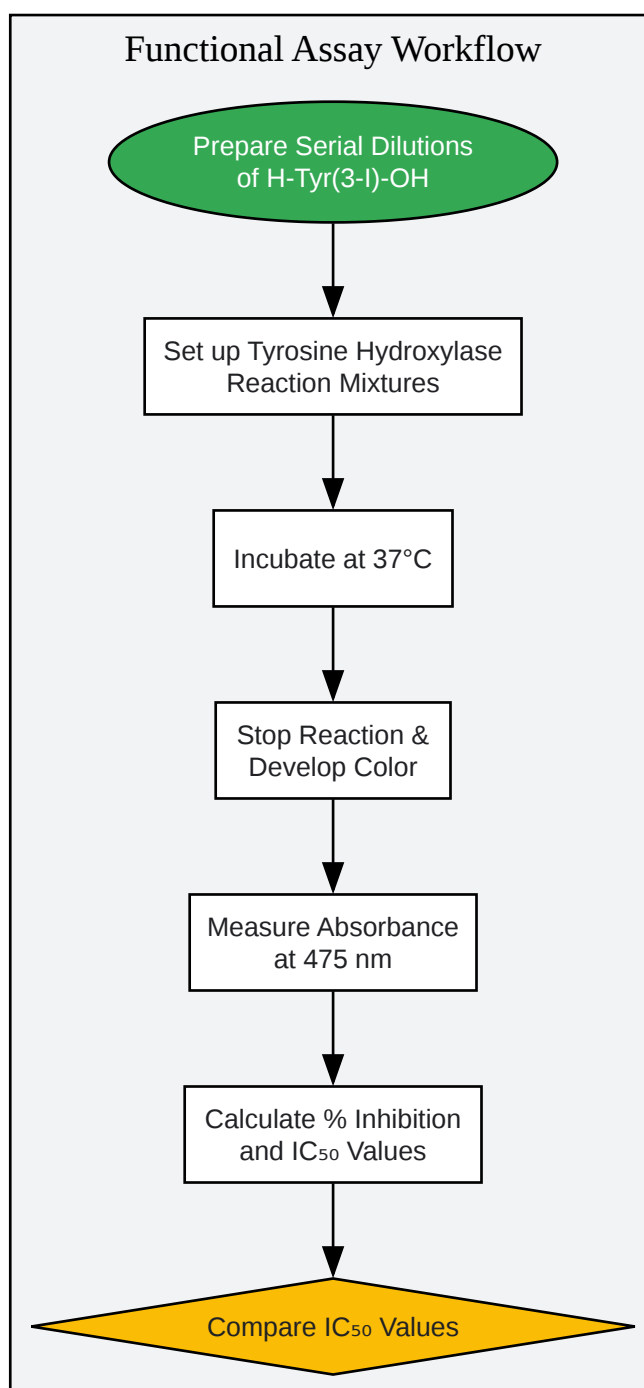 Functional Assay Workflow
Prepare Serial Dilutions
of H-Tyr(3-I)-OH
Set up Tyrosine Hydroxylase
Reaction Mixtures
Incubate at 37°C
Stop Reaction &
Develop Color
Measure Absorbance
at 475 nm
Calculate % Inhibition
and IC₅₀ Values
Compare IC₅₀ Values